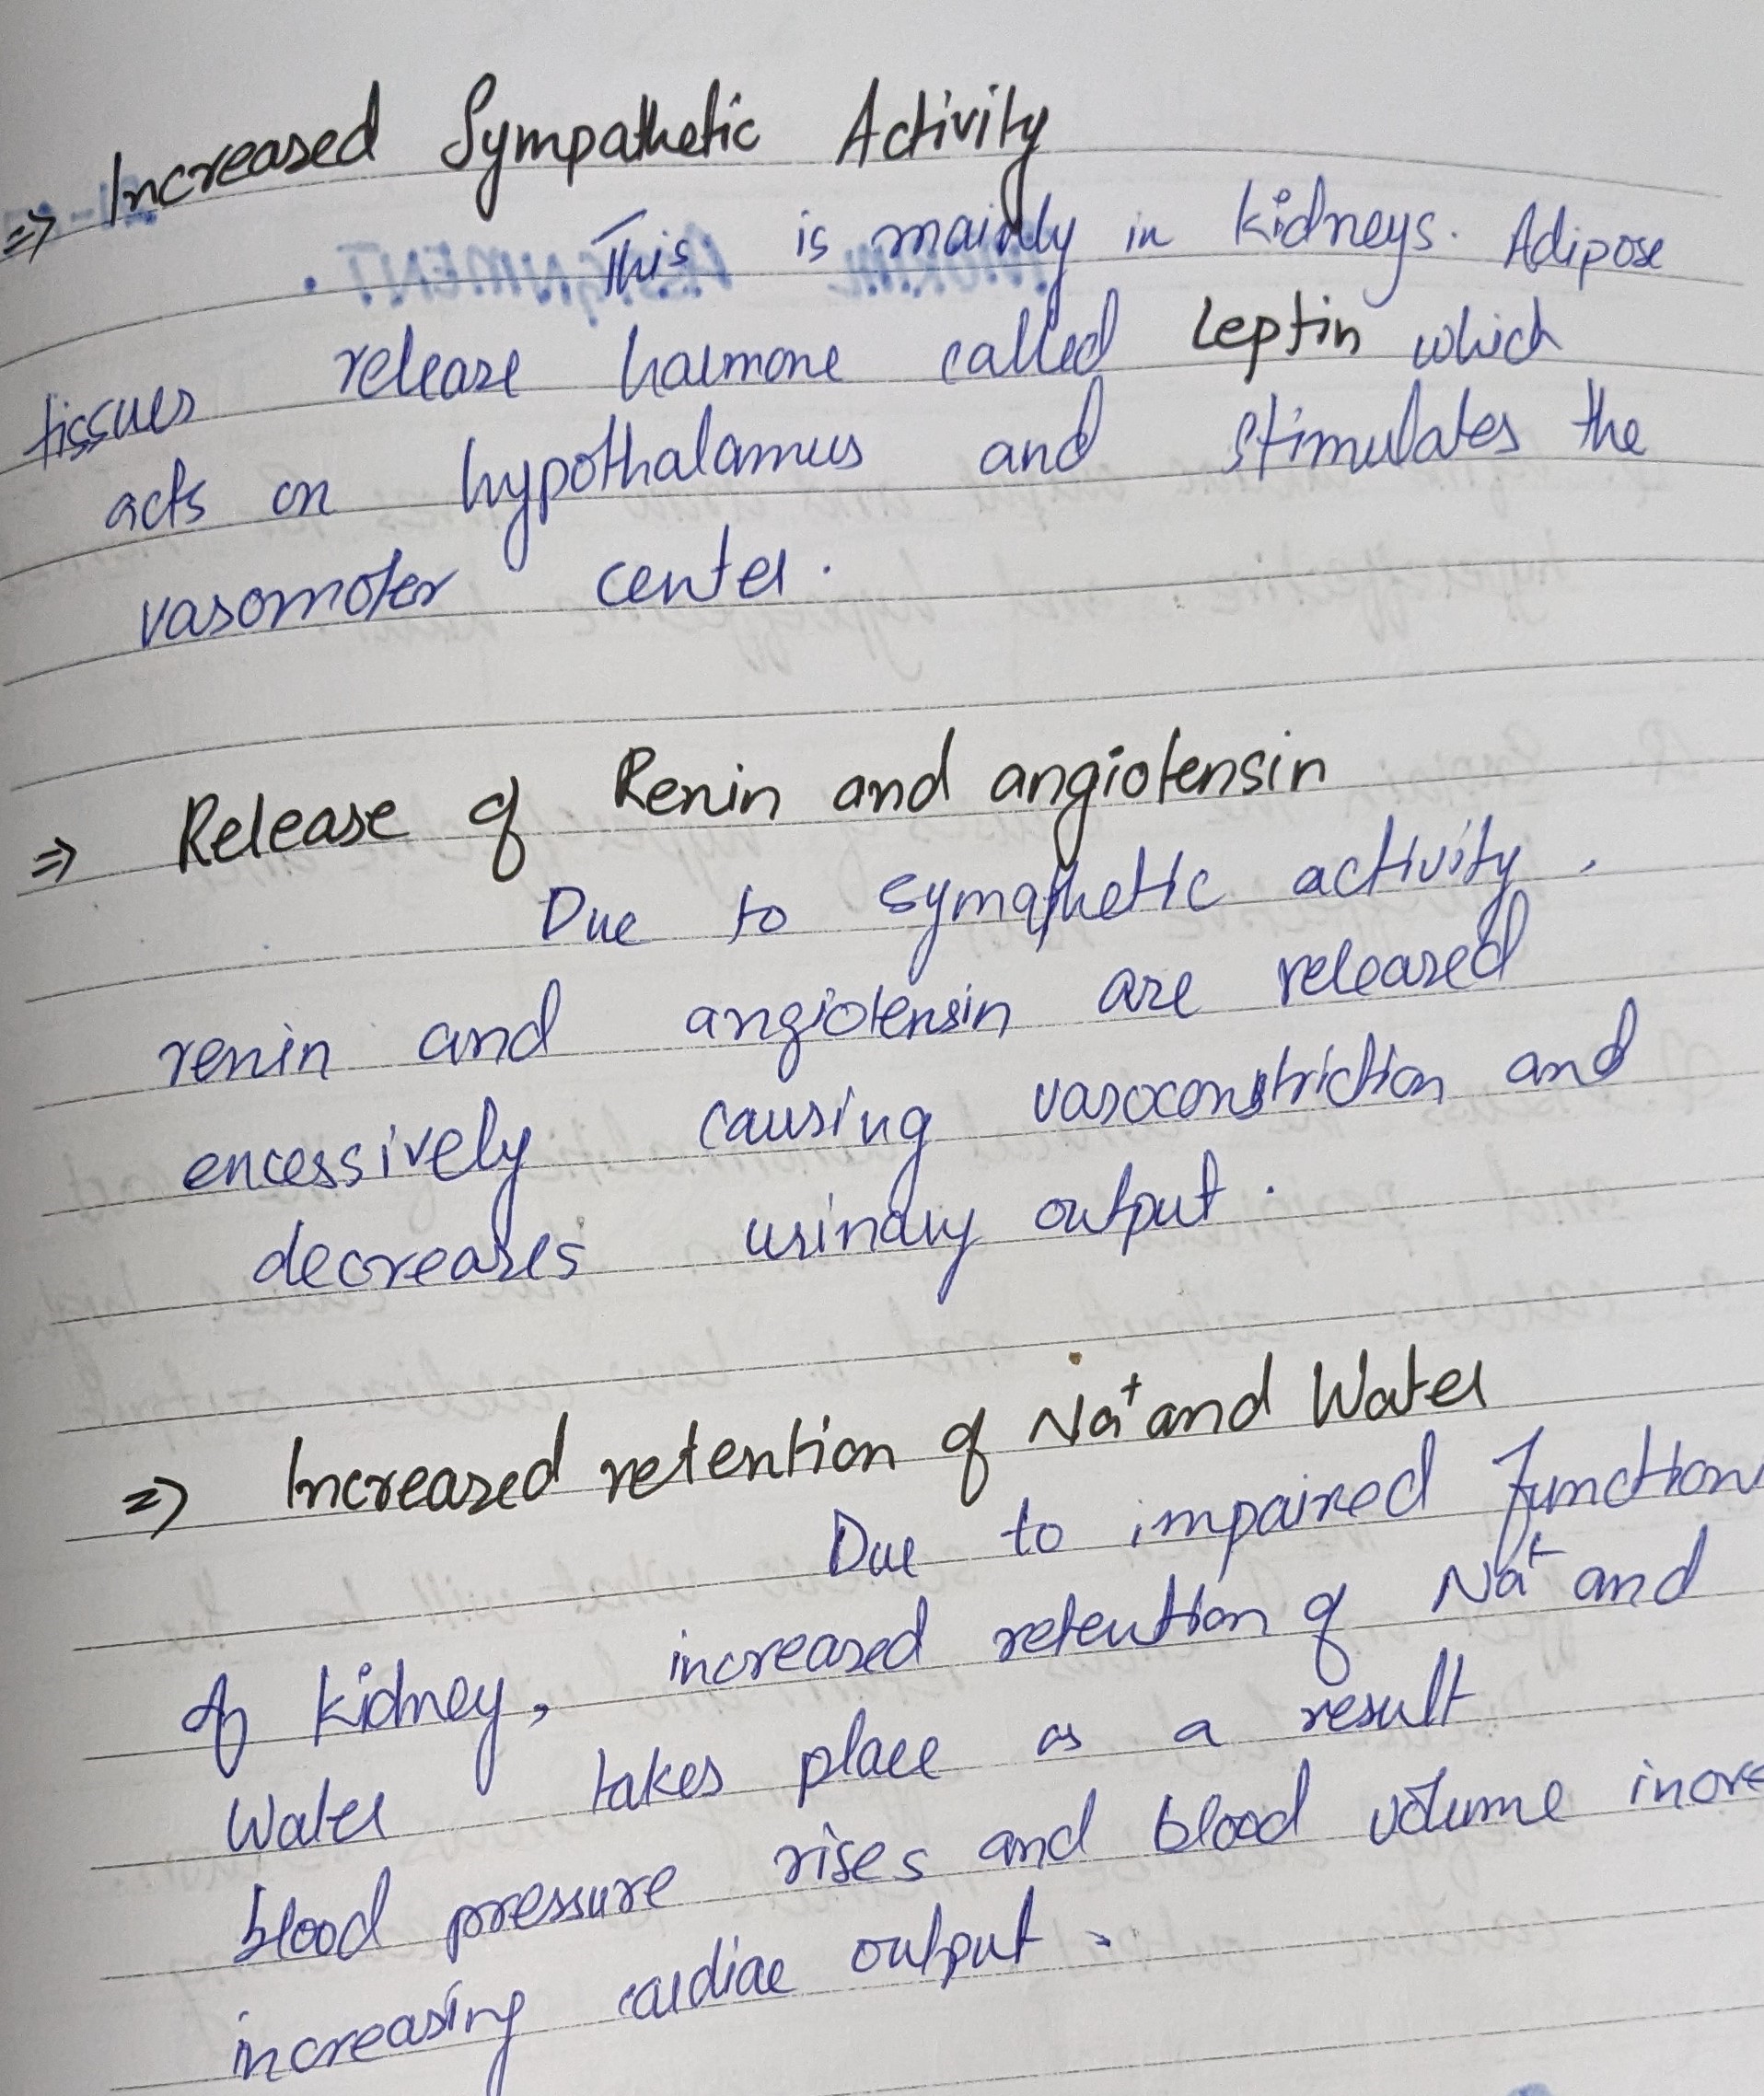 ⇒ Increased Sympathetic Activity
This is mainly in kidneys. Adipose
tissues release halmone called Leptin which
acts on hypothalamus and stimulates the
vasomoter center.
⇒ Release of Renin and angiotensin
Due to symapthetic activity,
renin and angiotensin are released
encessively causing vasoconstriction and
decreases urinary output.
⇒ Increased retention of Na⁺ and Water
Due to impaired function
of kidney, increased retention of Na⁺ and
Water takes place as a result
blood pressure rises and blood volume incre
increasing cardiac output.